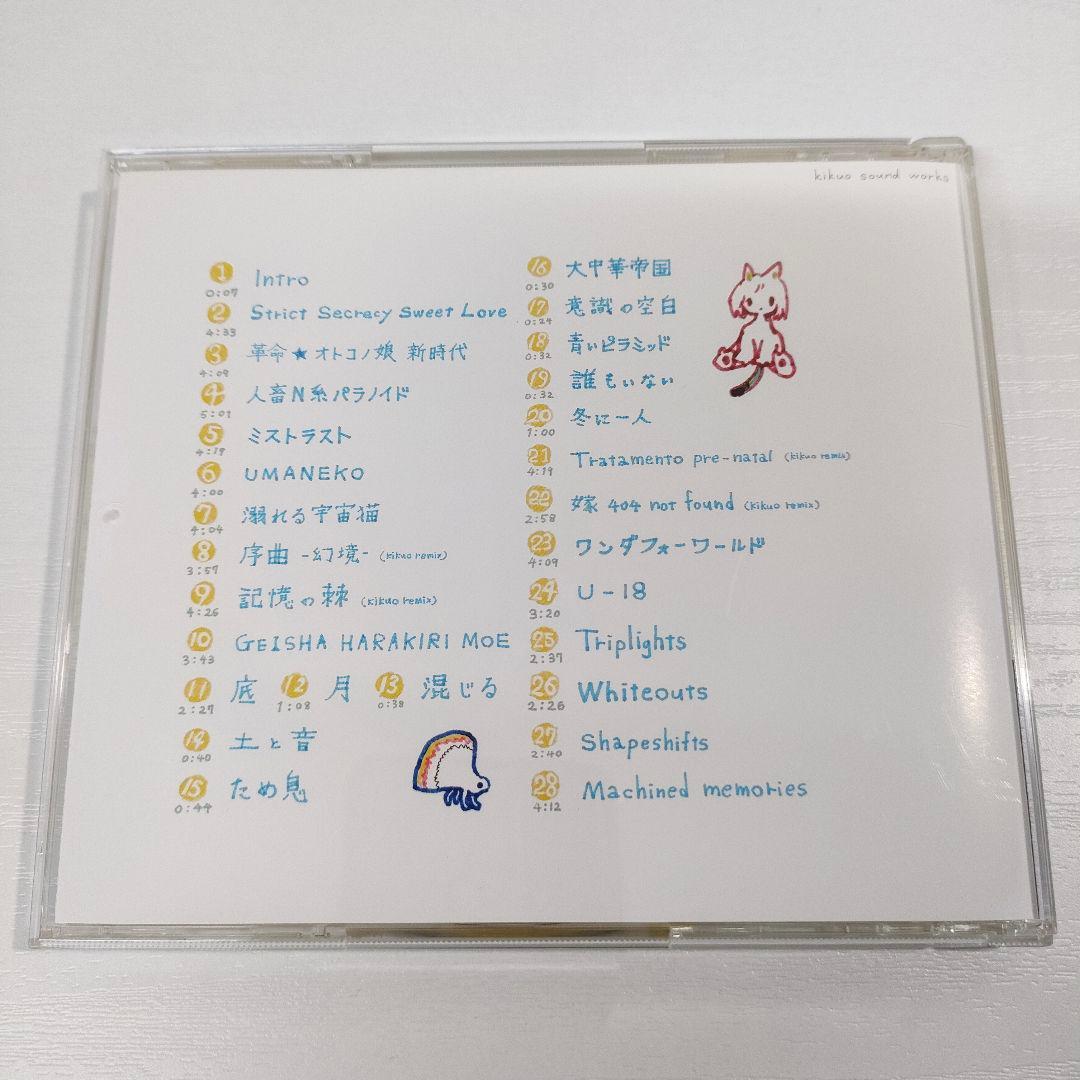 kikuo sound works
1 Intro
0:07
2 Strict Secrecy Sweet Love
4:33
3 革命★オトコノ娘 新時代
4:09
4 人畜N系パラノイド
5:01
5 ミストラスト
4:19
6 UMANEKO
4:00
7 溺れる宇宙猫
4:04
8 序曲 -幻境- (kikuo remix)
3:57
9 記憶の棘 (kikuo remix)
4:26
10 GEISHA HARAKIRI MOE
3:43
11 底 12 月 13 混じる
2:27 1:08 0:38
14 土と音
0:40
15 ため息
0:44
16 大中華帝国
0:30
17 意識の空白
0:24
18 青いピラミッド
0:32
19 誰もいない
0:32
20 冬に一人
1:00
21 Tratamento pre-natal (kikuo remix)
4:19
22 嫁 404 not found (kikuo remix)
2:58
23 ワンダフォーワールド
4:09
24 U-18
3:20
25 Triplights
2:37
26 Whiteouts
2:26
27 Shapeshifts
2:40
28 Machined memories
4:12